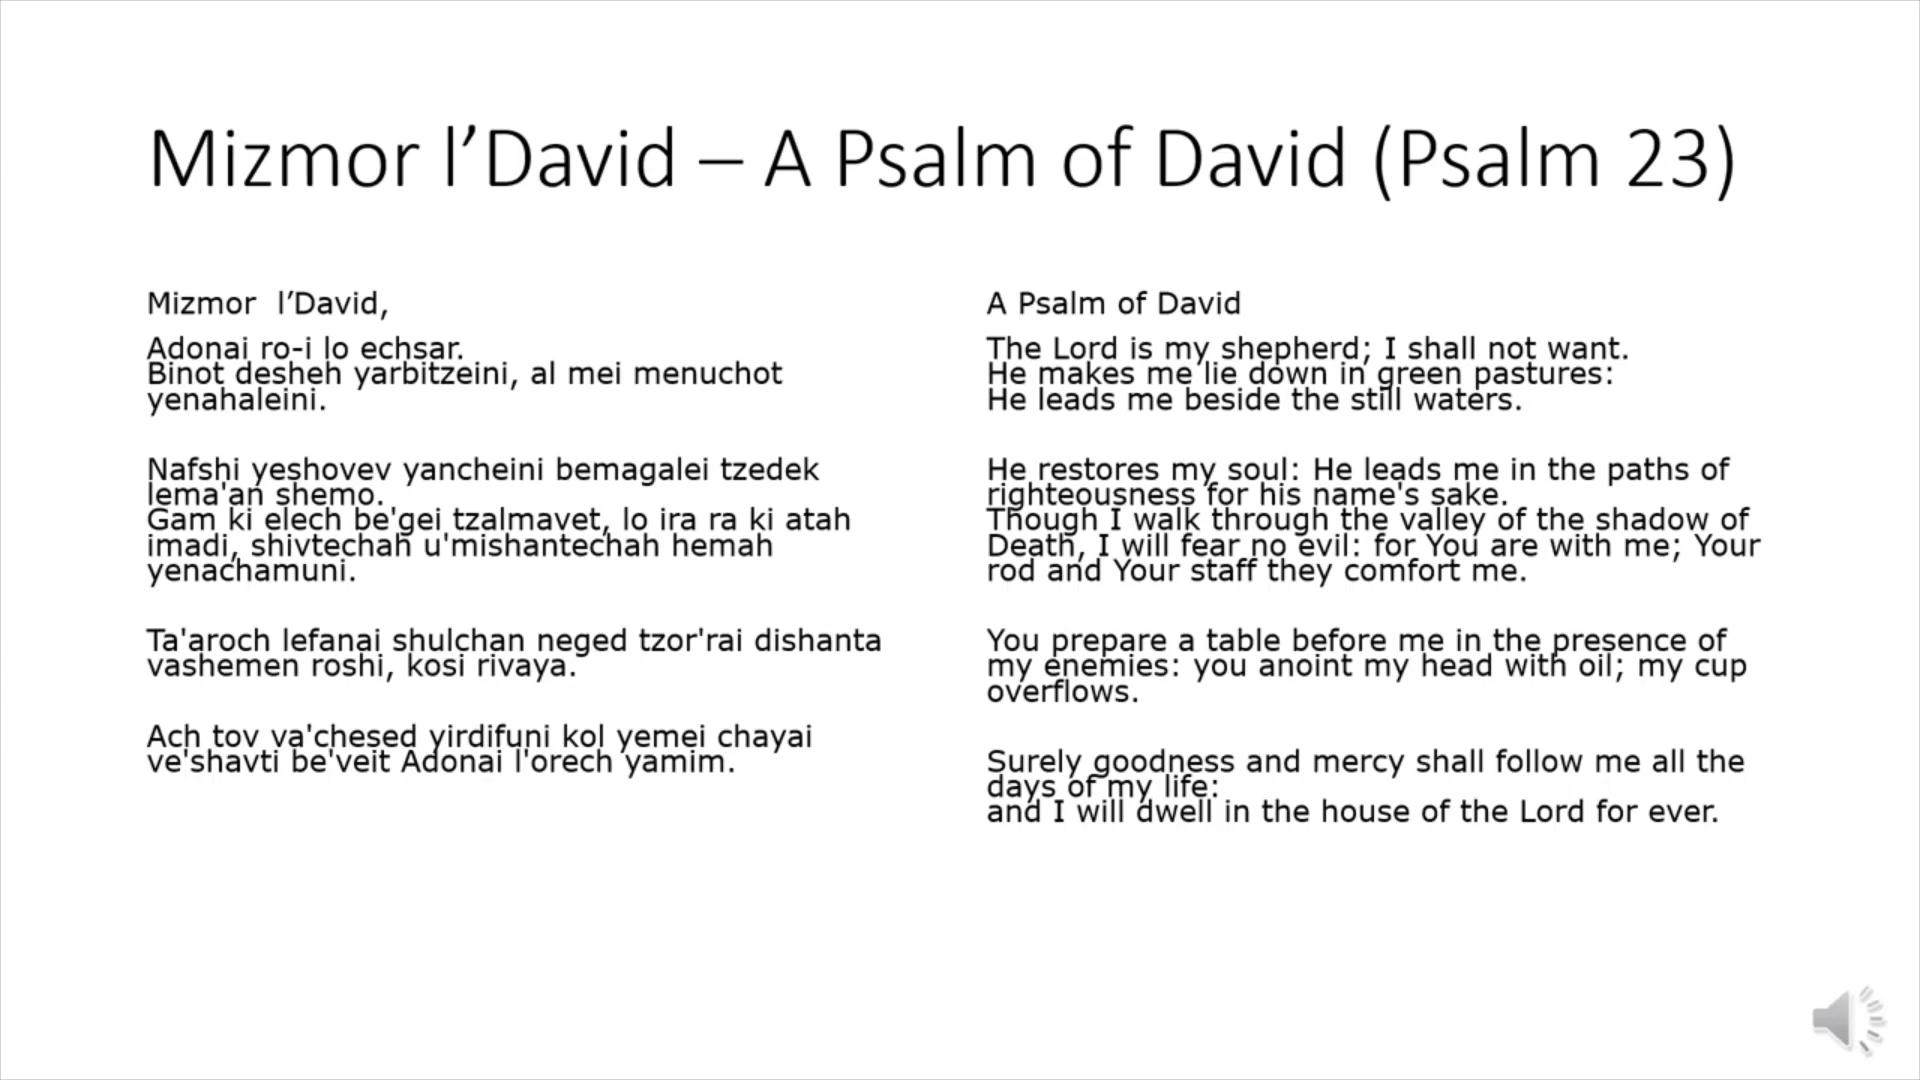 Mizmor l’David – A Psalm of David (Psalm 23)
Mizmor  l’David,
Adonai ro-i lo echsar.
Binot desheh yarbitzeini, al mei menuchot
yenahaleini.
Nafshi yeshovev yancheini bemagalei tzedek
lema'an shemo.
Gam ki elech be'gei tzalmavet, lo ira ra ki atah
imadi, shivtechah u'mishantechah hemah
yenachamuni.
Ta'aroch lefanai shulchan neged tzor'rai dishanta
vashemen roshi, kosi rivaya.
Ach tov va'chesed yirdifuni kol yemei chayai
ve'shavti be'veit Adonai l'orech yamim.
A Psalm of David
The Lord is my shepherd; I shall not want.
He makes me lie down in green pastures:
He leads me beside the still waters.
He restores my soul: He leads me in the paths of
righteousness for his name's sake.
Though I walk through the valley of the shadow of
Death, I will fear no evil: for You are with me; Your
rod and Your staff they comfort me.
You prepare a table before me in the presence of
my enemies: you anoint my head with oil; my cup
overflows.
Surely goodness and mercy shall follow me all the
days of my life:
and I will dwell in the house of the Lord for ever.